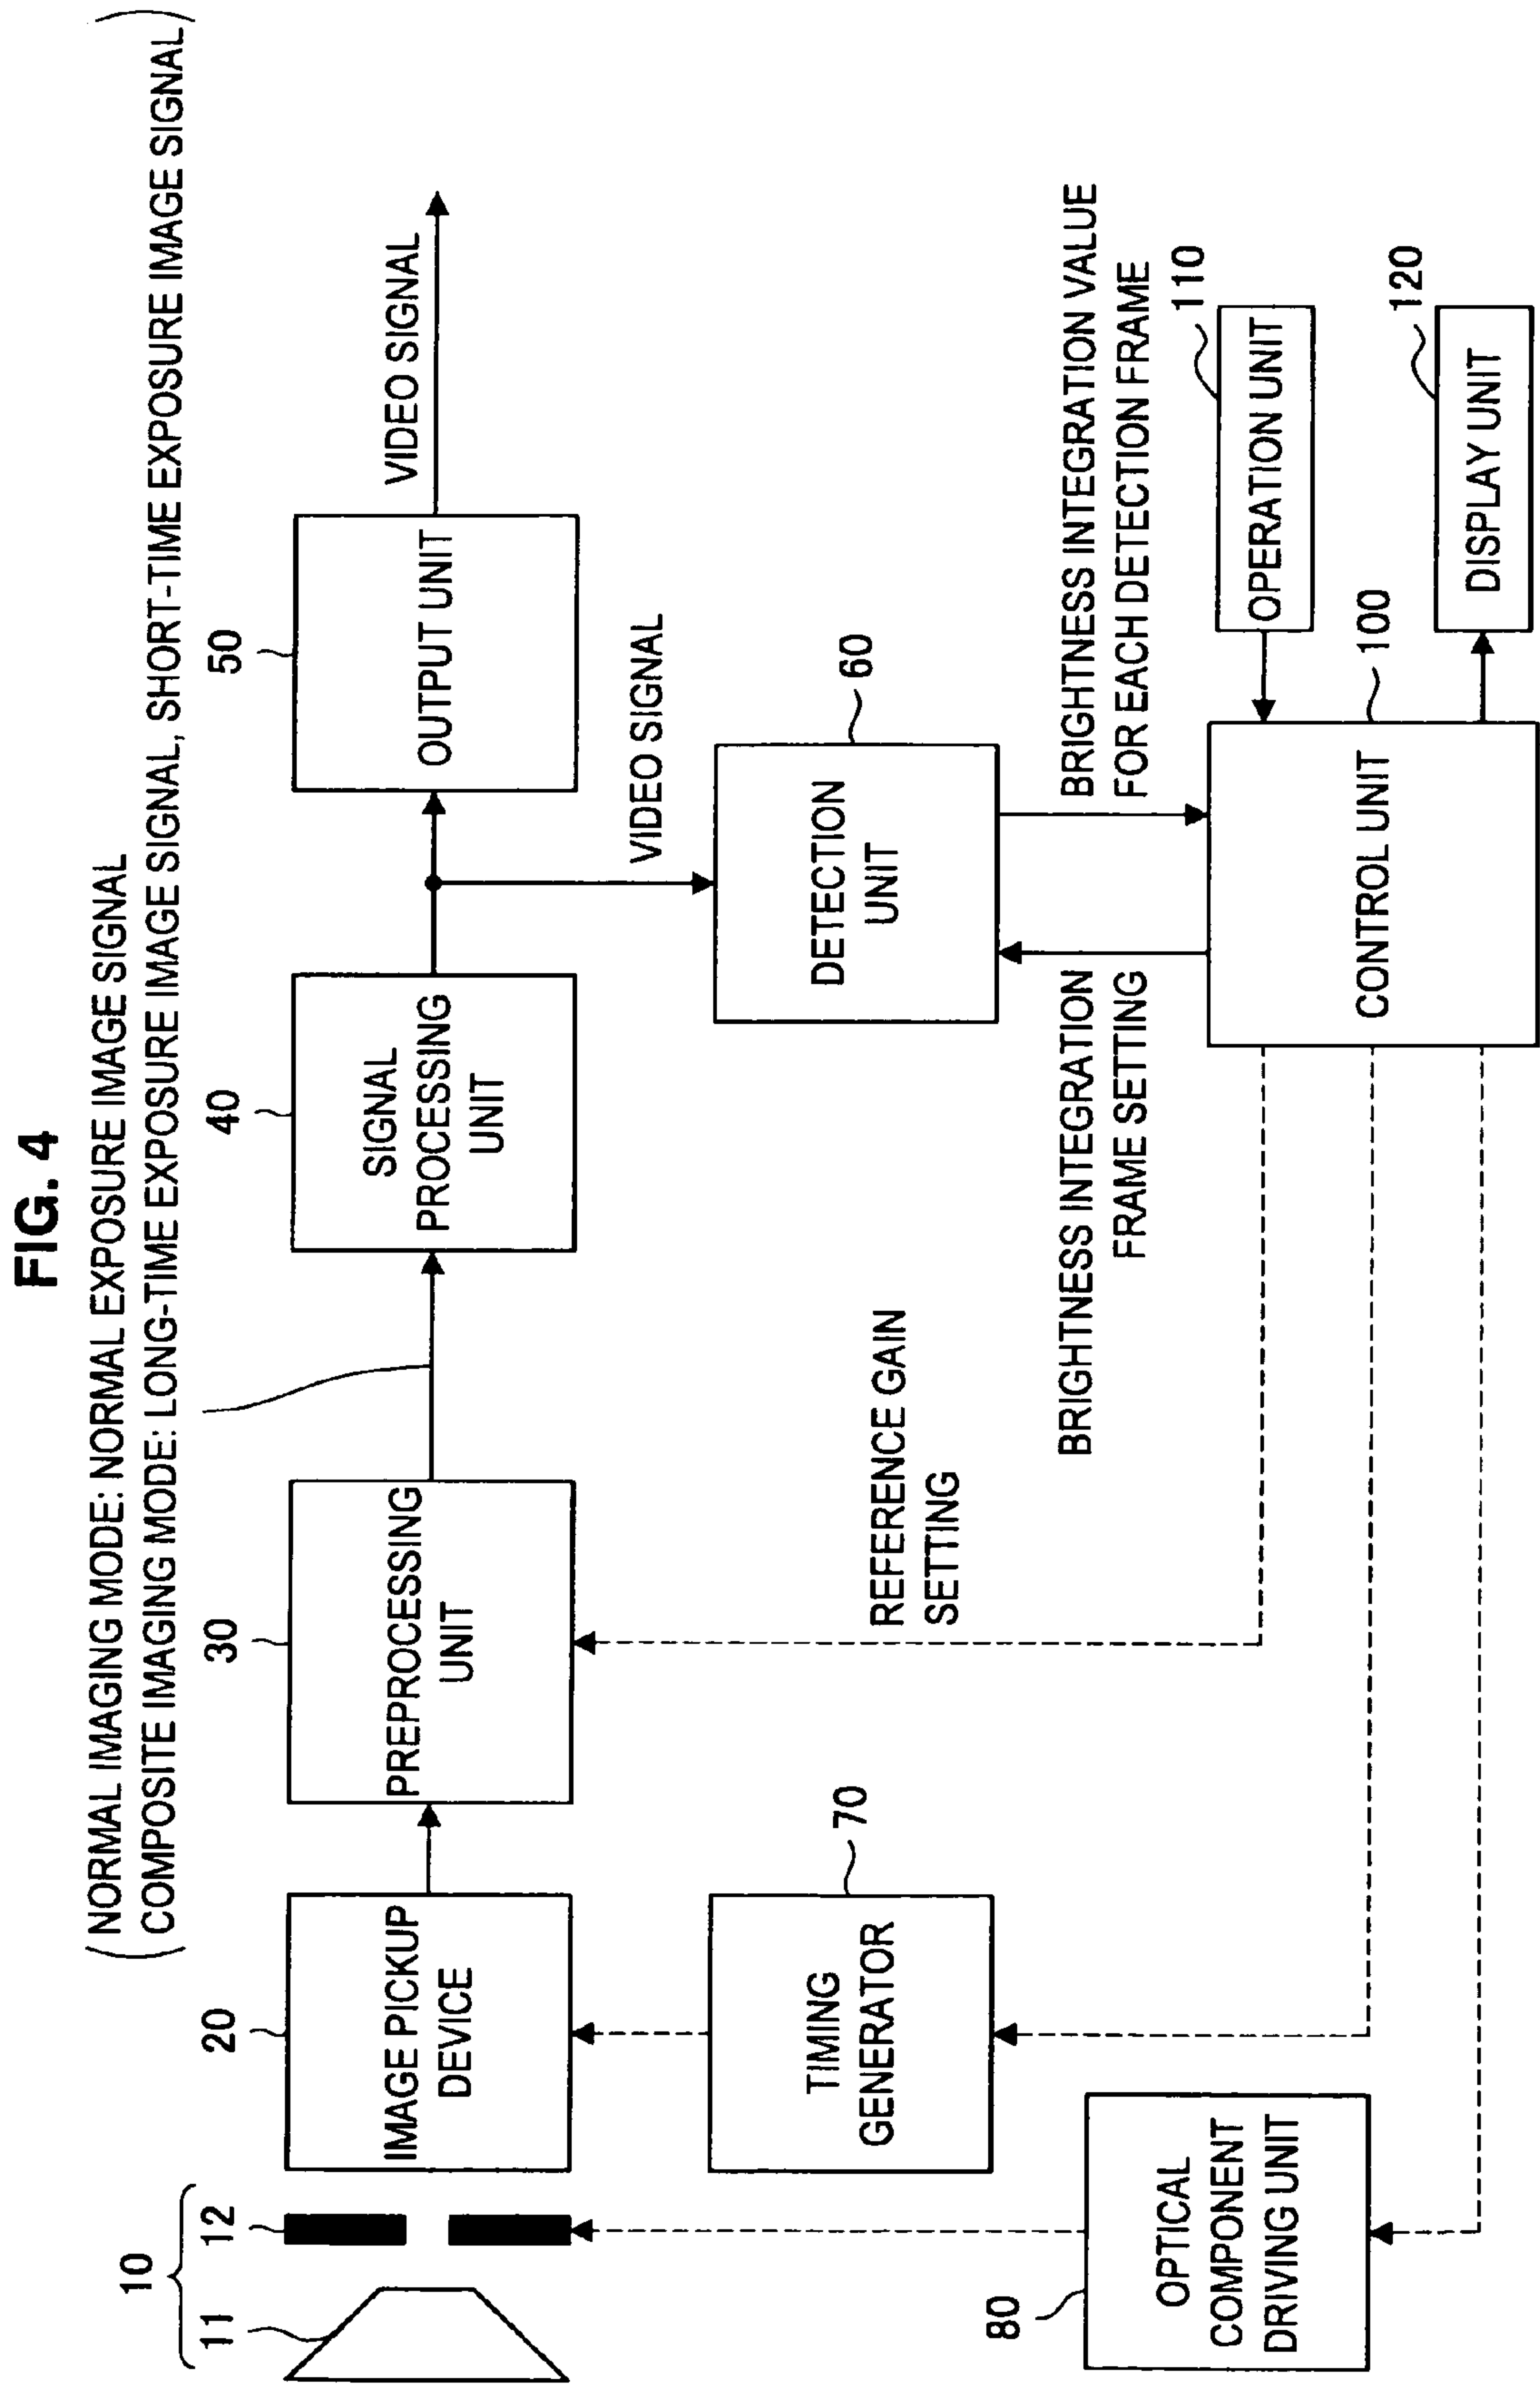 FIG. 4
NORMAL IMAGING MODE: NORMAL EXPOSURE IMAGE SIGNAL
COMPOSITE IMAGING MODE: LONG-TIME EXPOSURE IMAGE SIGNAL, SHORT-TIME EXPOSURE IMAGE SIGNAL
10
11
12
20
IMAGE PICKUP
DEVICE
30
PREPROCESSING
UNIT
40
SIGNAL
PROCESSING
UNIT
50
OUTPUT UNIT
VIDEO SIGNAL
VIDEO SIGNAL
60
DETECTION
UNIT
70
TIMING
GENERATOR
REFERENCE GAIN
SETTING
80
OPTICAL
COMPONENT
DRIVING UNIT
BRIGHTNESS INTEGRATION
FRAME SETTING
BRIGHTNESS INTEGRATION VALUE
FOR EACH DETECTION FRAME
100
CONTROL UNIT
110
OPERATION UNIT
120
DISPLAY UNIT